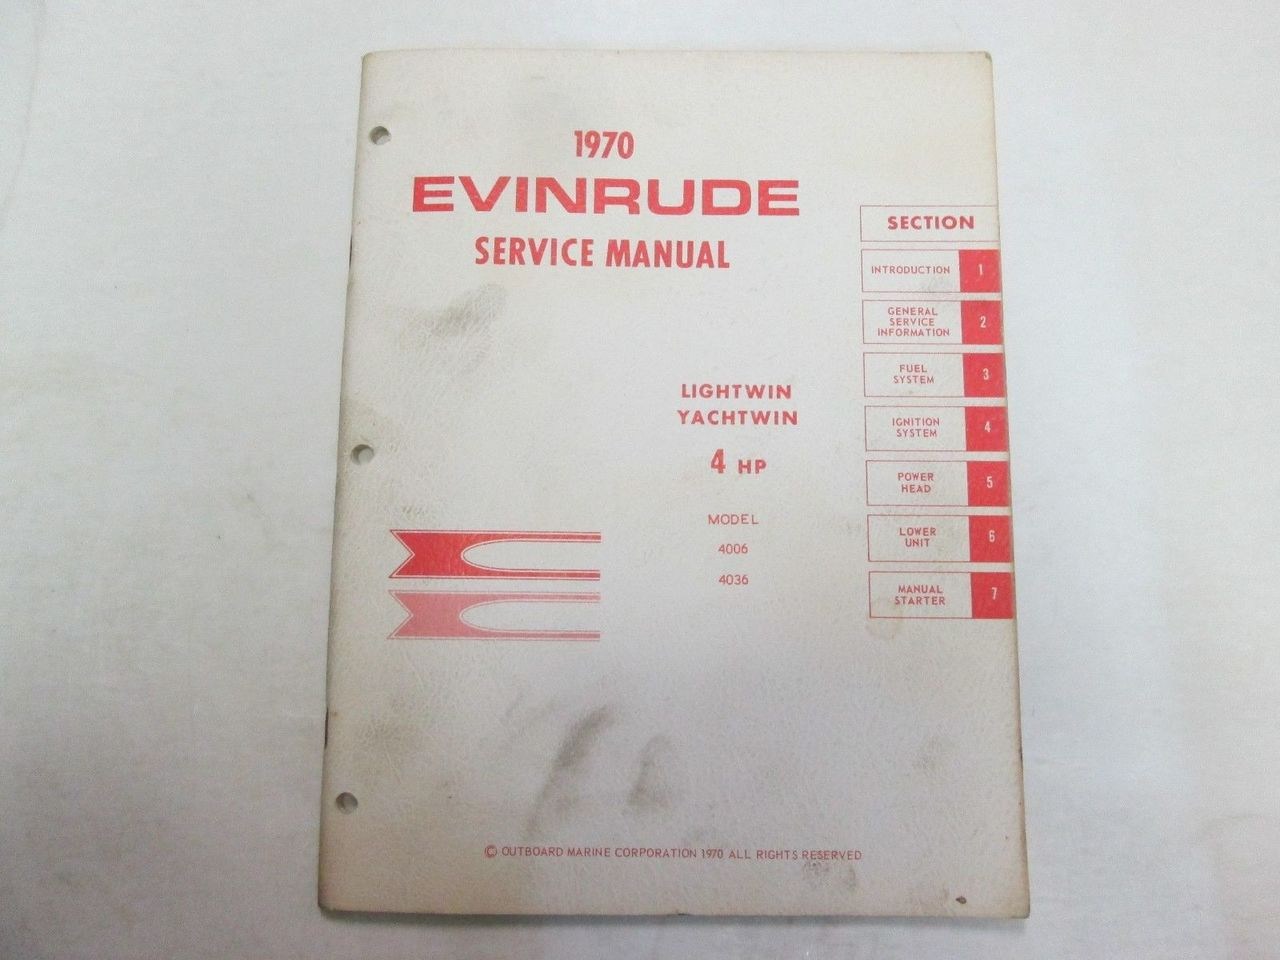 1970
EVINRUDE
SERVICE MANUAL
LIGHTWIN
YACHTWIN
4 HP
MODEL
4006
4036
SECTION
INTRODUCTION 1
GENERAL
SERVICE 2
INFORMATION
FUEL
SYSTEM 3
IGNITION
SYSTEM 4
POWER
HEAD 5
LOWER
UNIT 6
MANUAL
STARTER 7
© OUTBOARD MARINE CORPORATION 1970 ALL RIGHTS RESERVED